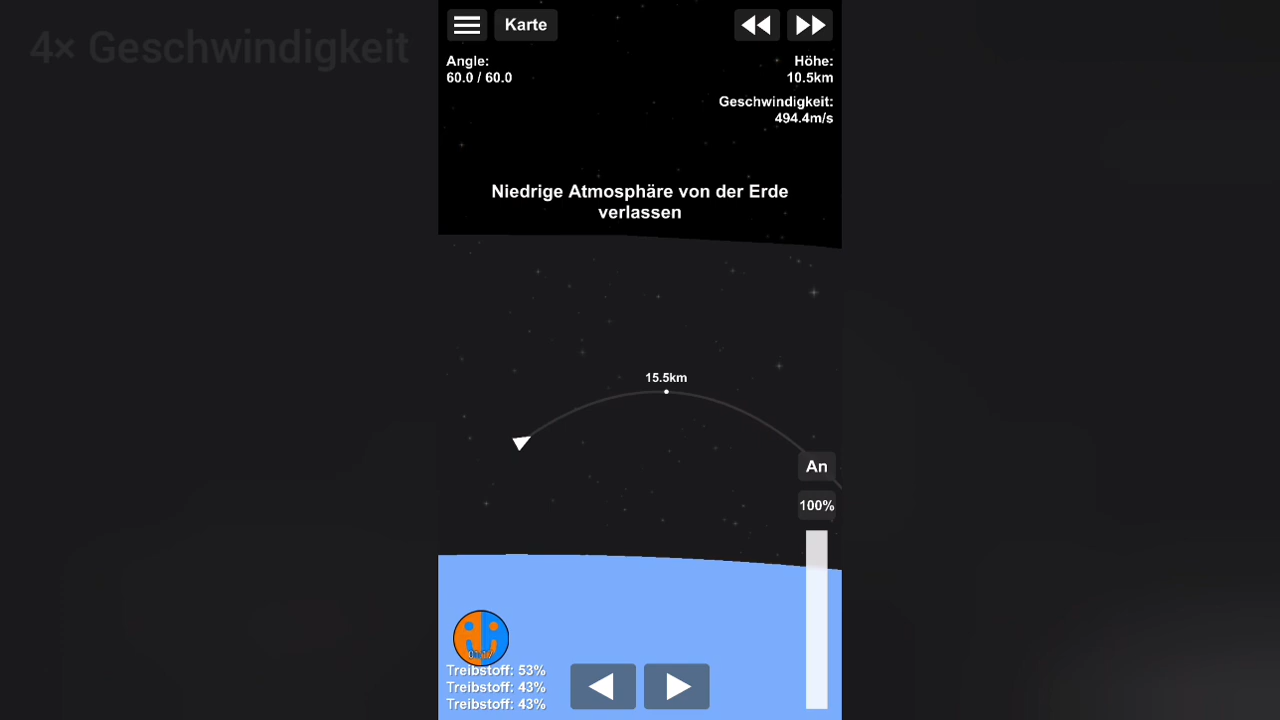 4× Geschwindigkeit
Karte
Angle:
60.0 / 60.0
Höhe:
10.5km
Geschwindigkeit:
494.4m/s
Niedrige Atmosphäre von der Erde
verlassen
15.5km
An
100%
Treibstoff: 53%
Treibstoff: 43%
Treibstoff: 43%